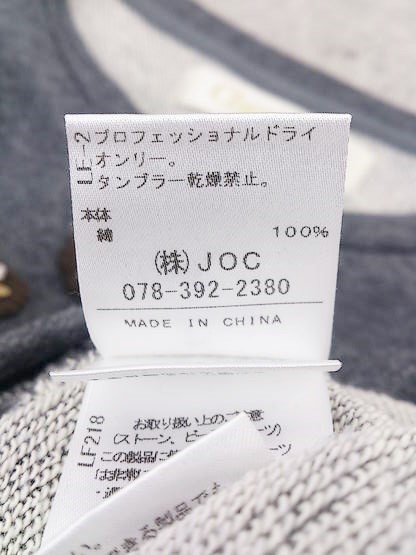 LF-2
プロフェッショナルドライ
オンリー。
タンブラー乾燥禁止。
本体
綿 100%
(株)JOC
078-392-2380
MADE IN CHINA
LF218
お取り扱い上のご注意
(ストーン、ビー
この製品に